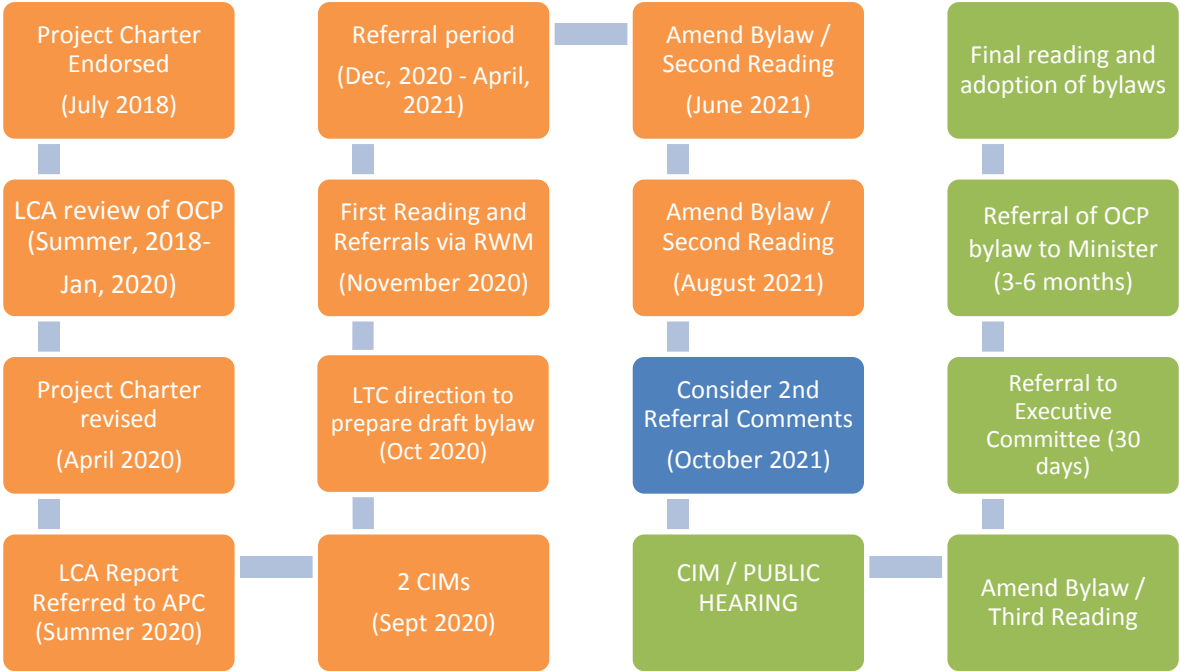 Project Charter
Endorsed
(July 2018)
LCA review of OCP
(Summer, 2018-
Jan, 2020)
Project Charter
revised
(April 2020)
LCA Report
Referred to APC
(Summer 2020)
2 CIMs
(Sept 2020)
LTC direction to
prepare draft bylaw
(Oct 2020)
First Reading and
Referrals via RWM
(November 2020)
Referral period
(Dec, 2020 - April,
2021)
Amend Bylaw /
Second Reading
(June 2021)
Amend Bylaw /
Second Reading
(August 2021)
Consider 2nd
Referral Comments
(October 2021)
CIM / PUBLIC
HEARING
Amend Bylaw /
Third Reading
Referral to
Executive
Committee (30
days)
Referral of OCP
bylaw to Minister
(3-6 months)
Final reading and
adoption of bylaws